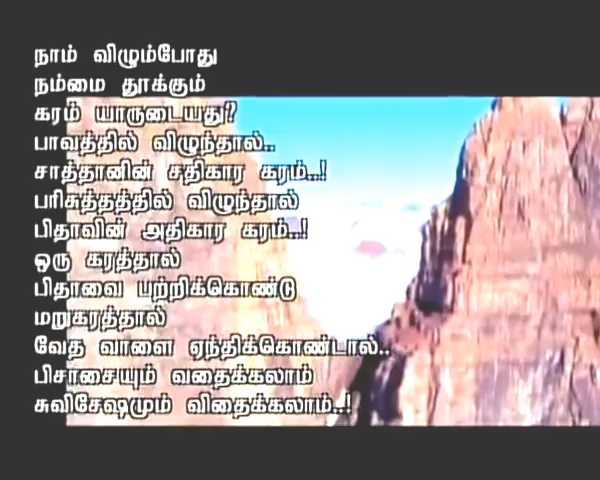 நாம் விழும்போது
நம்மை தூக்கும்
கரம் யாருடையது?
பாவத்தில் விழுந்தால்..
சாத்தானின் சதிகார கரம்..!
பரிசுத்தத்தில் விழுந்தால்
பிதாவின் அதிகார கரம்..!
ஒரு கரத்தால்
பிதாவை பற்றிக்கொண்டு
மறுகரத்தால்
வேத வாளை ஏந்திக்கொண்டால்..
பிசாசையும் வதைக்கலாம்
சுவிசேஷமும் விதைக்கலாம்..!